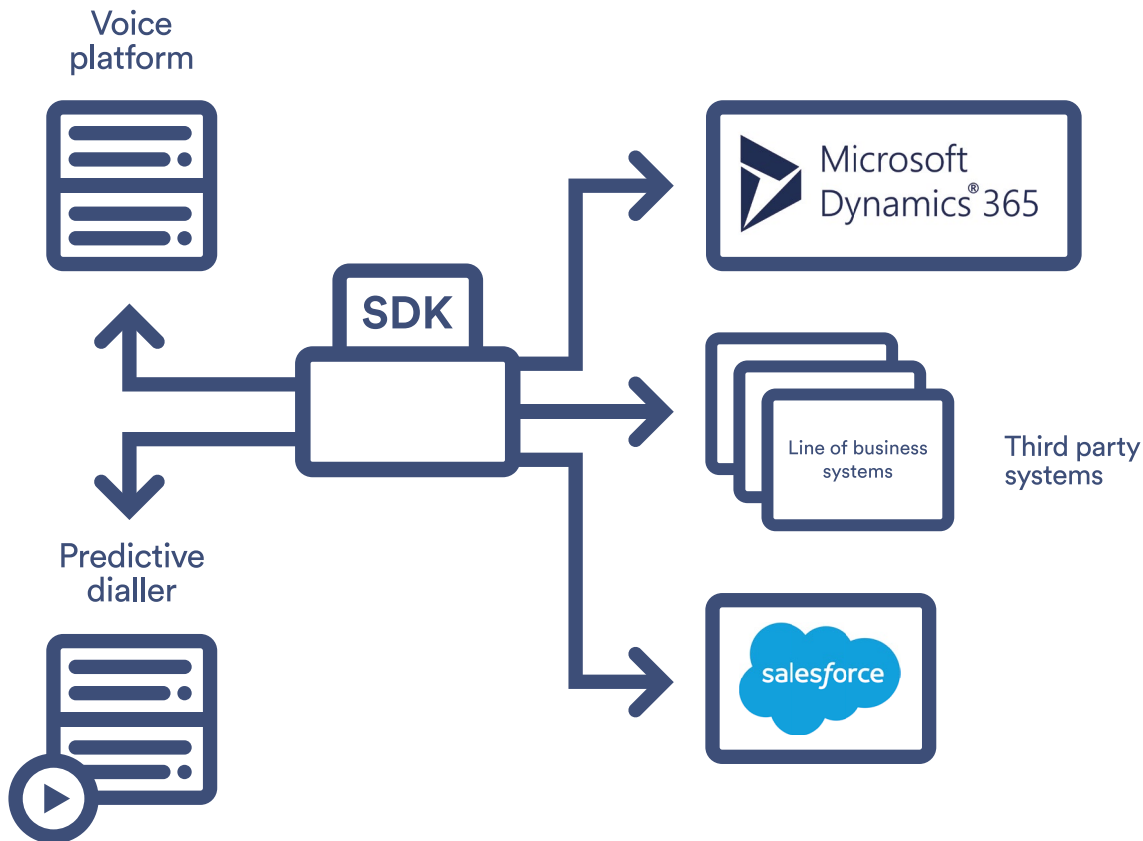 Voice
platform
Microsoft
Dynamics® 365
SDK
Line of business
systems
Third party
systems
Predictive
dialler
salesforce